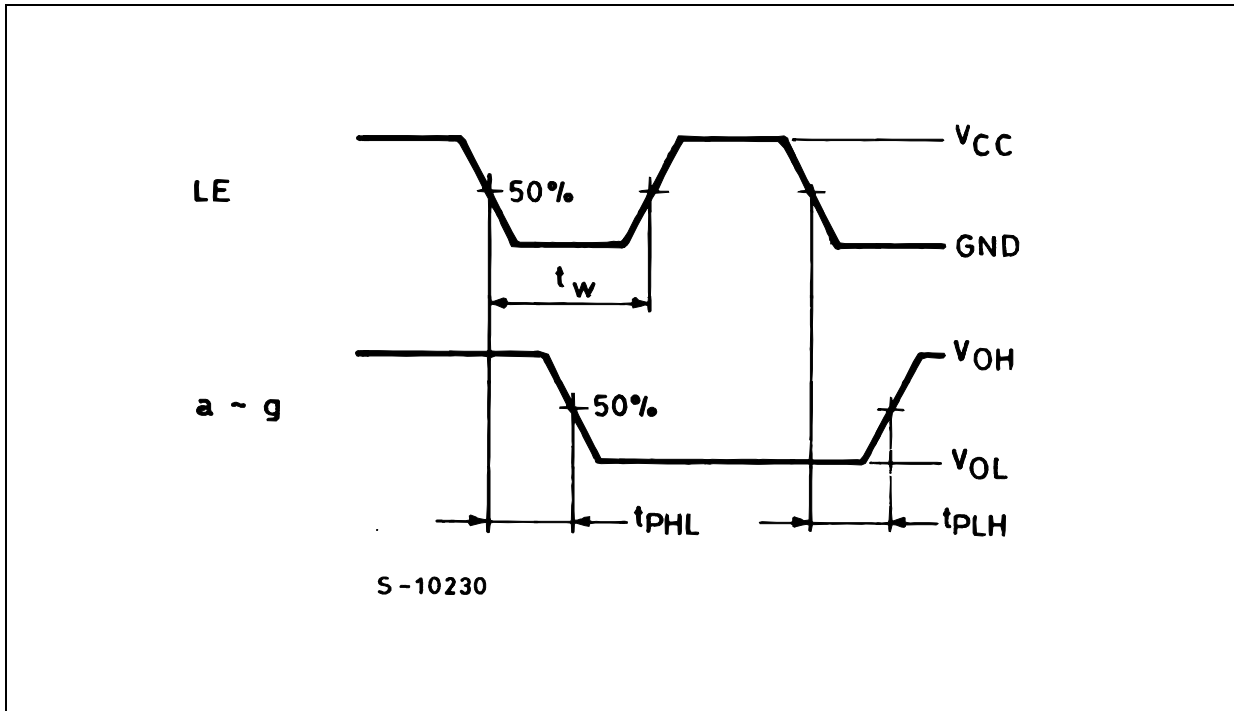 VCC
LE
50%
GND
tw
VOH
a ~ g
50%
VOL
tPHL
tPLH
S-10230